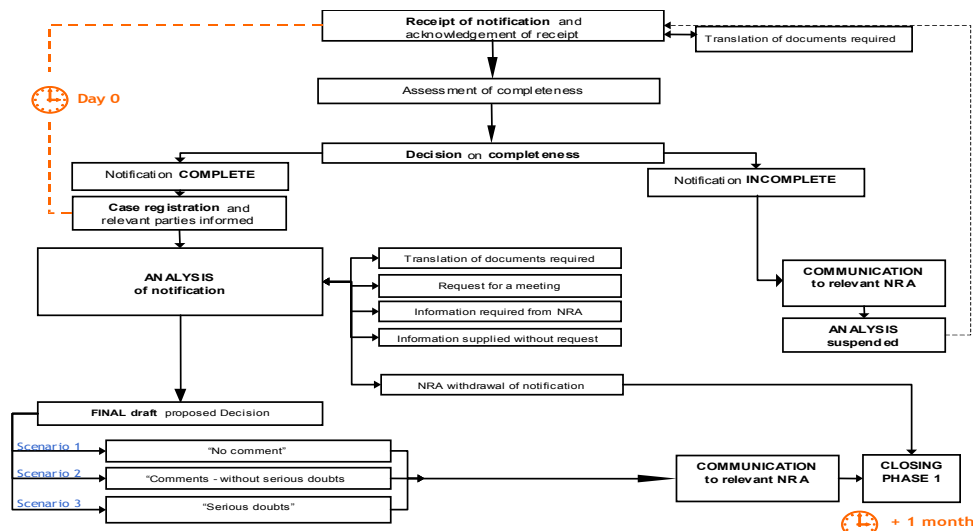 Receipt of notification and
acknowledgement of receipt
Translation of documents required
Day 0
Assessment of completeness
Decision on completeness
Notification COMPLETE
Notification INCOMPLETE
Case registration and
relevant parties informed
ANALYSIS
of notification
Translation of documents required
Request for a meeting
Information required from NRA
Information supplied without request
COMMUNICATION
to relevant NRA
ANALYSIS
suspended
NRA withdrawal of notification
FINAL draft proposed Decision
Scenario 1
"No comment"
Scenario 2
"Comments - without serious doubts
Scenario 3
"Serious doubts"
COMMUNICATION
to relevant NRA
CLOSING
PHASE 1
+ 1 month